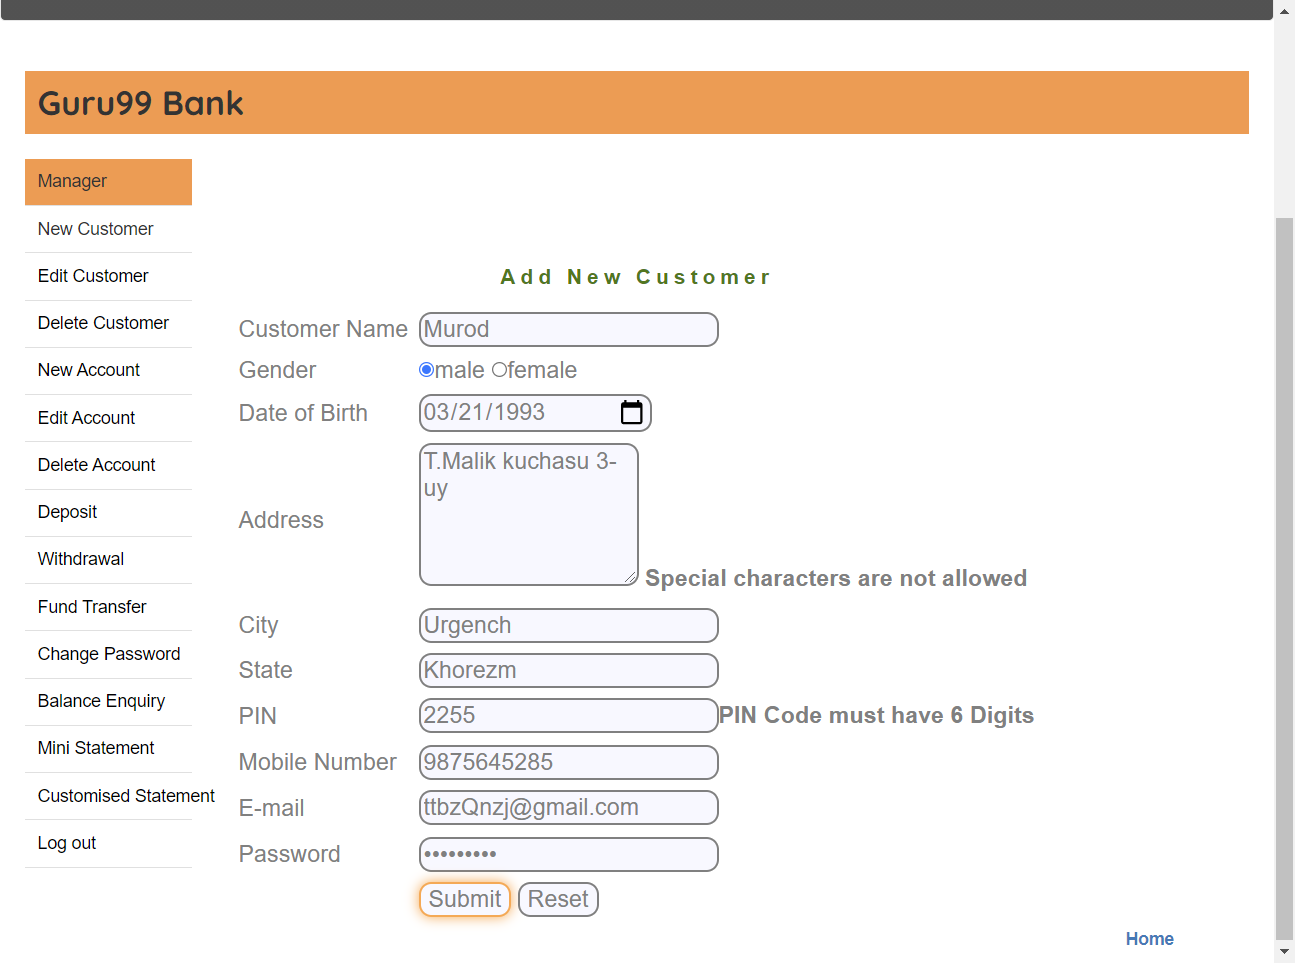 Guru99 Bank
Manager
New Customer
Edit Customer
Delete Customer
New Account
Edit Account
Delete Account
Deposit
Withdrawal
Fund Transfer
Change Password
Balance Enquiry
Mini Statement
Customised Statement
Log out
Add New Customer
Customer Name Murod
Gender male female
Date of Birth 03/21/1993
Address T.Malik kuchasu 3-
uy
Special characters are not allowed
City Urgench
State Khorezm
PIN 2255 PIN Code must have 6 Digits
Mobile Number 9875645285
E-mail ttbzQnzj@gmail.com
Password •••••••••
Submit Reset
Home